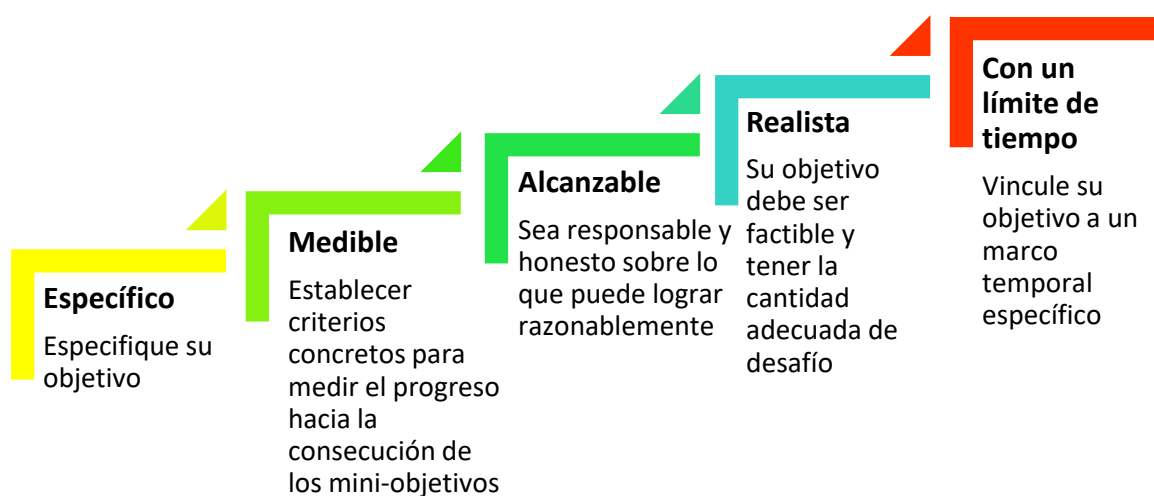 Específico
Especifique su
objetivo
Medible
Establecer
criterios
concretos para
medir el progreso
hacia la
consecución de
los mini-objetivos
Alcanzable
Sea responsable y
honesto sobre lo
que puede lograr
razonablemente
Realista
Su objetivo
debe ser
factible y
tener la
cantidad
adecuada de
desafío
Con un
límite de
tiempo
Vincule su
objetivo a un
marco
temporal
específico